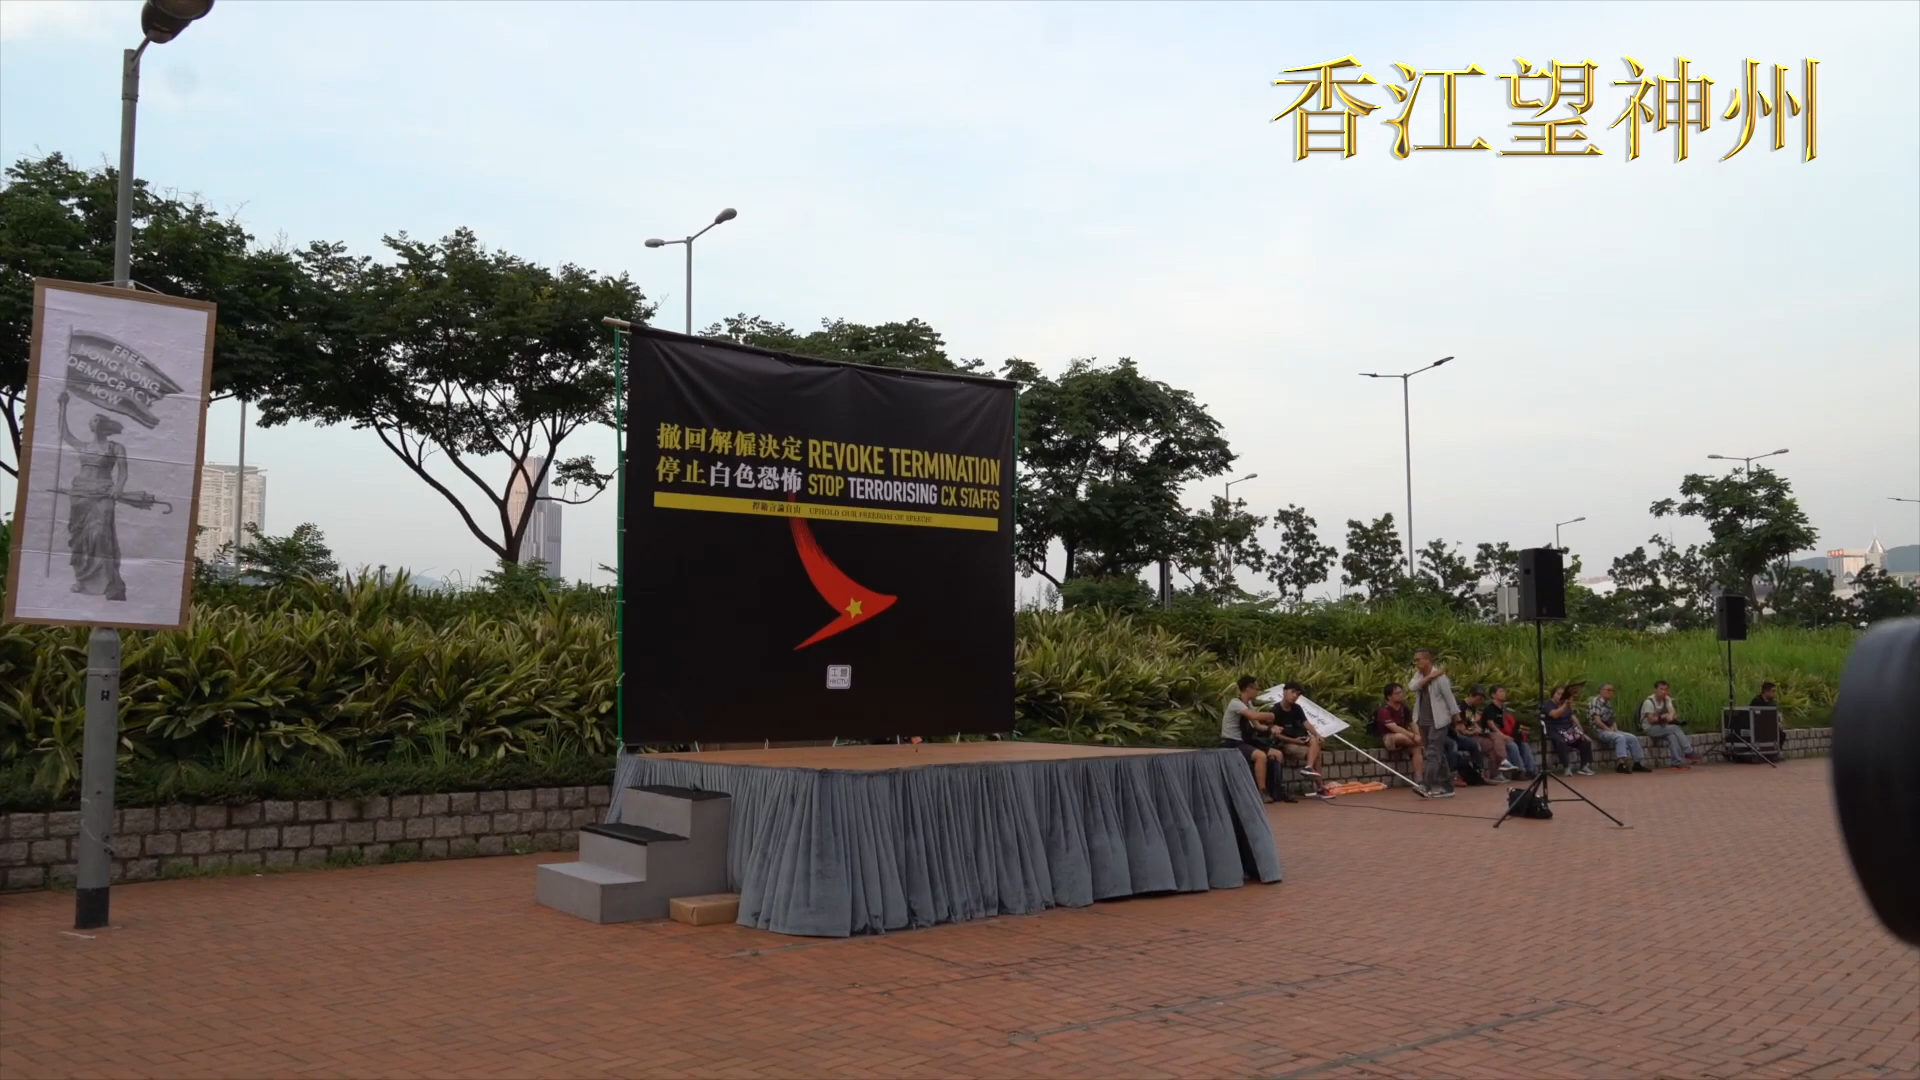 香江望神州
FREE
HONG KONG
DEMOCRACY
NOW
撤回解僱決定 REVOKE TERMINATION
停止白色恐怖 STOP TERRORISING CX STAFFS
捍衞言論自由 UPHOLD OUR FREEDOM OF SPEECH
工盟
HKCTU